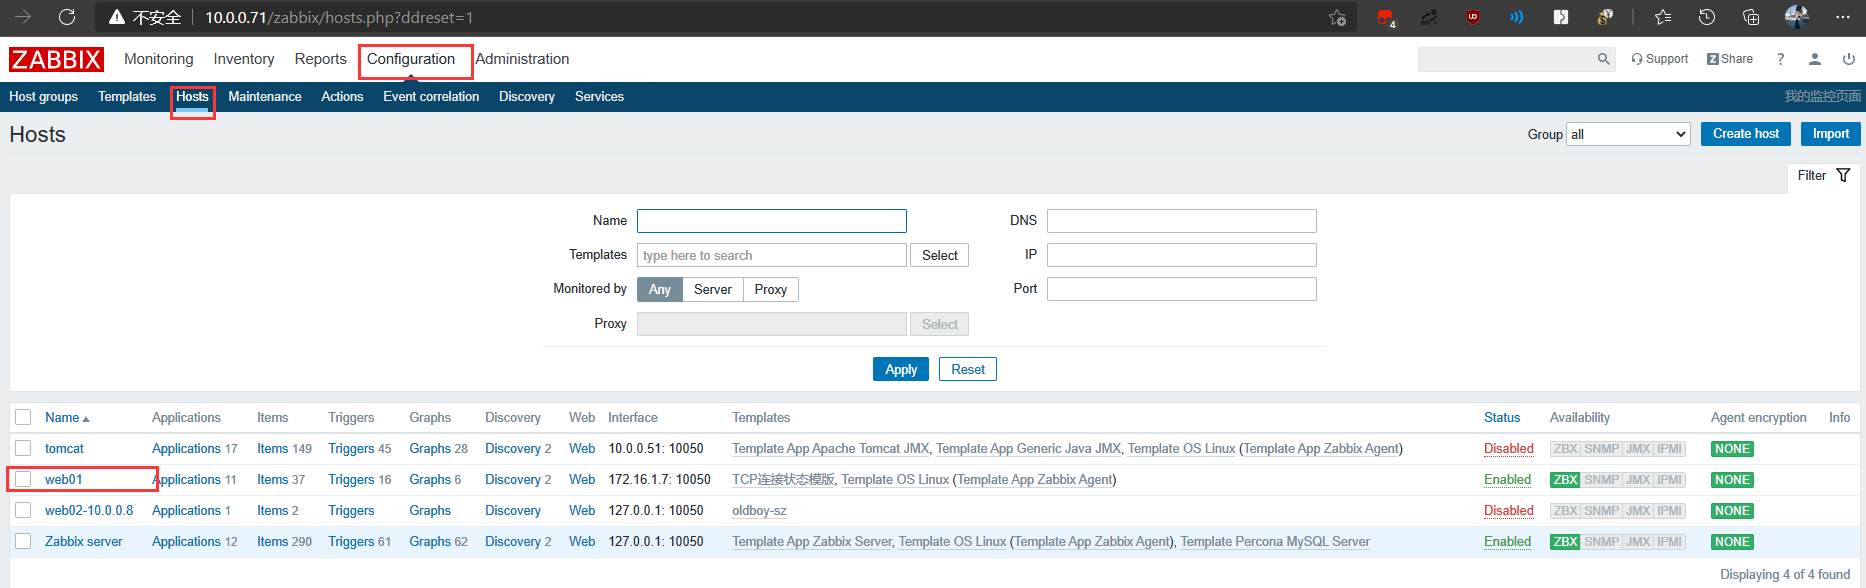 不安全 10.0.0.71/zabbix/hosts.php?ddreset=1 4
ZABBIX Monitoring Inventory Reports Configuration Administration Support Z Share ?
Host groups Templates Hosts Maintenance Actions Event correlation Discovery Services 我的监控页面
Hosts Group all Create host Import
Filter
Name DNS
Templates type here to search Select IP
Monitored by Any Server Proxy Port
Proxy Select
Apply Reset
Name Applications Items Triggers Graphs Discovery Web Interface Templates Status Availability Agent encryption Info
tomcat Applications 17 Items 149 Triggers 45 Graphs 28 Discovery 2 Web 10.0.0.51: 10050 Template App Apache Tomcat JMX, Template App Generic Java JMX, Template OS Linux (Template App Zabbix Agent) Disabled ZBX SNMP JMX IPMI NONE
web01 Applications 11 Items 37 Triggers 16 Graphs 6 Discovery 2 Web 172.16.1.7: 10050 TCP连接状态模版, Template OS Linux (Template App Zabbix Agent) Enabled ZBX SNMP JMX IPMI NONE
web02-10.0.0.8 Applications 1 Items 2 Triggers Graphs Discovery Web 127.0.0.1: 10050 oldboy-sz Disabled ZBX SNMP JMX IPMI NONE
Zabbix server Applications 12 Items 290 Triggers 61 Graphs 62 Discovery 2 Web 127.0.0.1: 10050 Template App Zabbix Server, Template OS Linux (Template App Zabbix Agent), Template Percona MySQL Server Enabled ZBX SNMP JMX IPMI NONE
Displaying 4 of 4 found